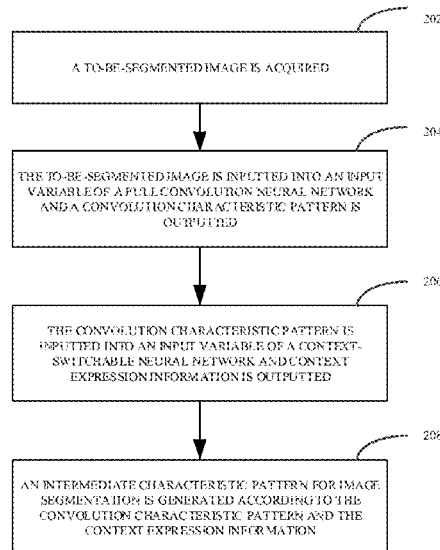 202
A TO-BE-SEGMENTED IMAGE IS ACQUIRED
204
THE TO-BE-SEGMENTED IMAGE IS INPUTTED INTO AN INPUT
VARIABLE OF A FULL CONVOLUTION NEURAL NETWORK
AND A CONVOLUTION CHARACTERISTIC PATTERN IS
OUTPUTTED
206
THE CONVOLUTION CHARACTERISTIC PATTERN IS
INPUTTED INTO AN INPUT VARIABLE OF A CONTEXT-
SWITCHABLE NEURAL NETWORK AND CONTEXT
EXPRESSION INFORMATION IS OUTPUTTED
208
AN INTERMEDIATE CHARACTERISTIC PATTERN FOR IMAGE
SEGMENTATION IS GENERATED ACCORDING TO THE
CONVOLUTION CHARACTERISTIC PATTERN AND THE
CONTEXT EXPRESSION INFORMATION